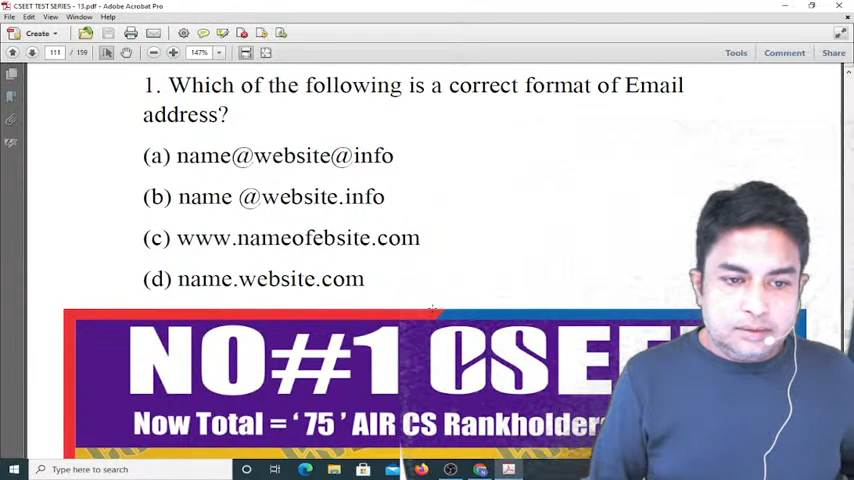 CSEET TEST SERIES - 13.pdf - Adobe Acrobat Pro
File Edit View Window Help
Create
111 / 159 147% Tools Comment Share
1. Which of the following is a correct format of Email
address?
(a) name@website@info
(b) name @website.info
(c) www.nameofebsite.com
(d) name.website.com
NO#1 CSEE
Now Total = ‘ 75 ’ AIR CS Rankholders
Type here to search